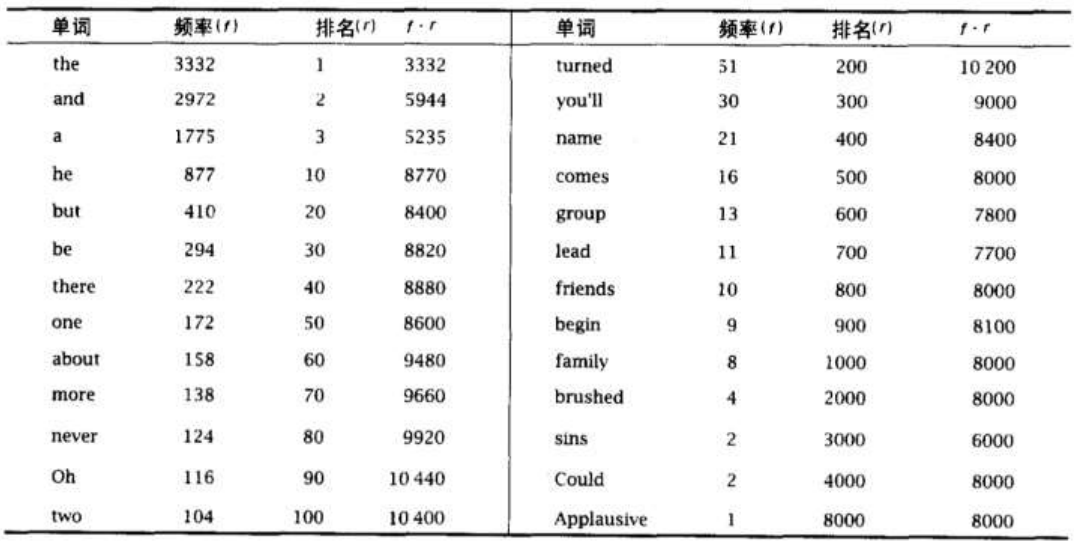 单词 频率(f) 排名(r) f · r 单词 频率(f) 排名(r) f · r
the 3332 1 3332 turned 51 200 10 200
and 2972 2 5944 you'll 30 300 9000
a 1775 3 5235 name 21 400 8400
he 877 10 8770 comes 16 500 8000
but 410 20 8400 group 13 600 7800
be 294 30 8820 lead 11 700 7700
there 222 40 8880 friends 10 800 8000
one 172 50 8600 begin 9 900 8100
about 158 60 9480 family 8 1000 8000
more 138 70 9660 brushed 4 2000 8000
never 124 80 9920 sins 2 3000 6000
Oh 116 90 10 440 Could 2 4000 8000
two 104 100 10 400 Applausive 1 8000 8000